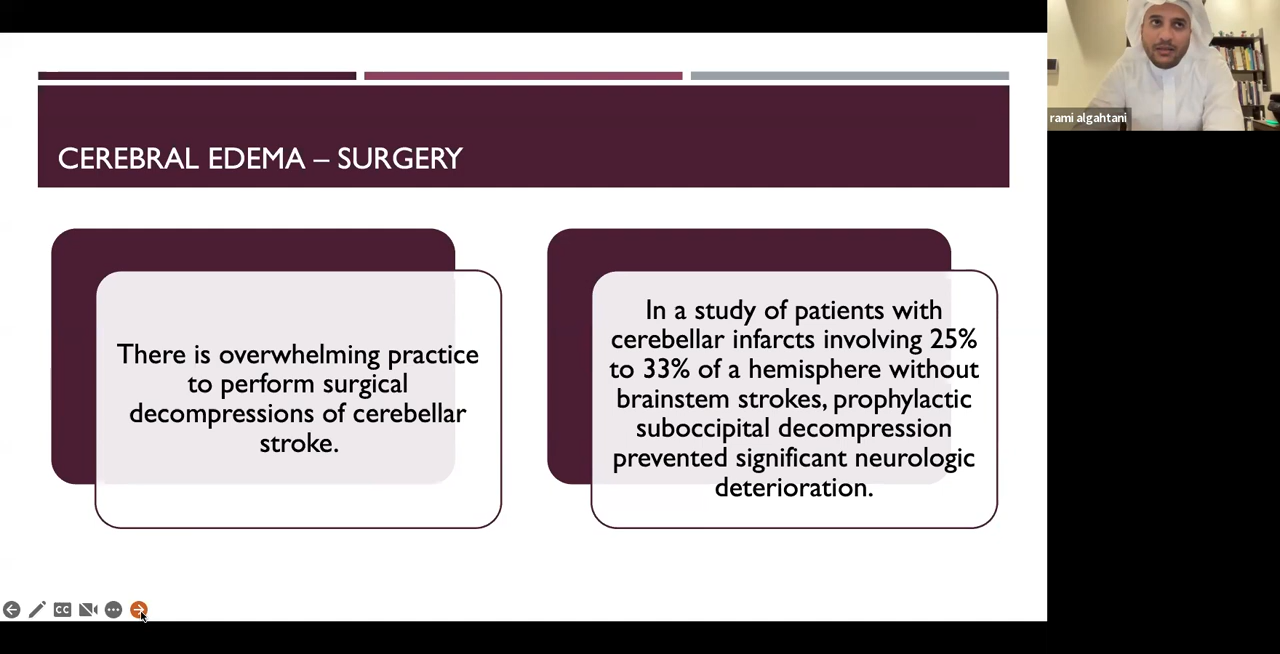 CEREBRAL EDEMA – SURGERY
There is overwhelming practice
to perform surgical
decompressions of cerebellar
stroke.
In a study of patients with
cerebellar infarcts involving 25%
to 33% of a hemisphere without
brainstem strokes, prophylactic
suboccipital decompression
prevented significant neurologic
deterioration.
rami algahtani
CC